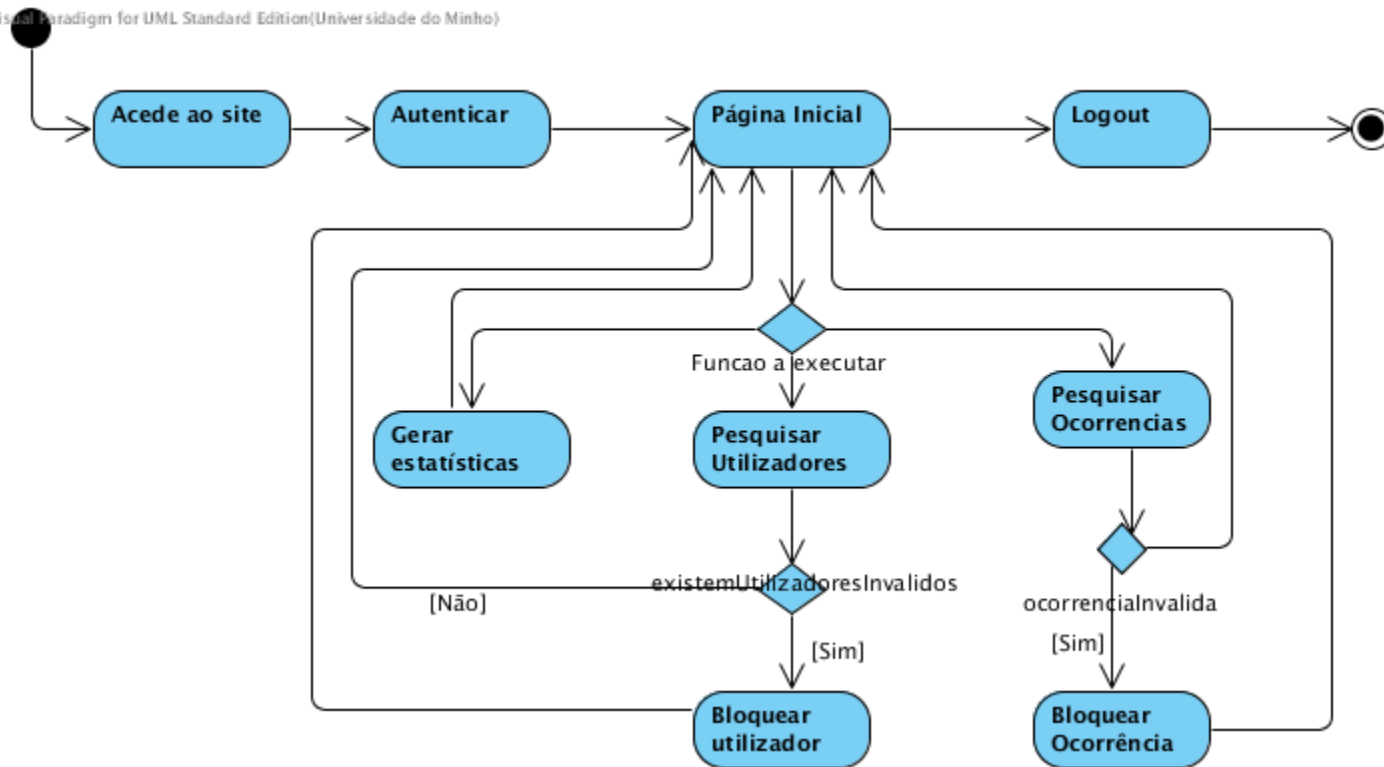 Visual Paradigm for UML Standard Edition(Universidade do Minho)
Acede ao site
Autenticar
Página Inicial
Logout
Funcao a executar
Gerar
estatísticas
Pesquisar
Utilizadores
Pesquisar
Ocorrencias
existemUtilizadoresInvalidos
[Não]
[Sim]
ocorrenciaInvalida
[Sim]
Bloquear
utilizador
Bloquear
Ocorrência